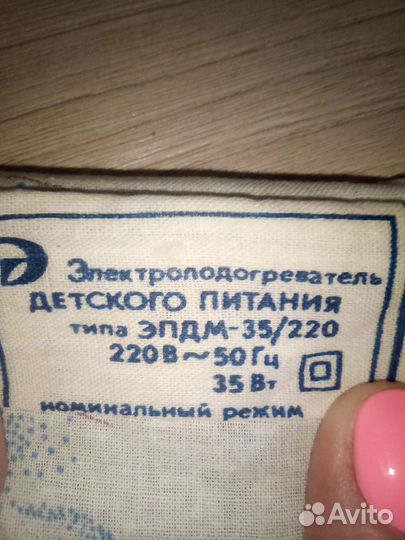 Электроподогреватель
ДЕТСКОГО ПИТАНИЯ
типа ЭПДМ-35/220
220В~50Гц
35Вт
номинальный режим
Avito